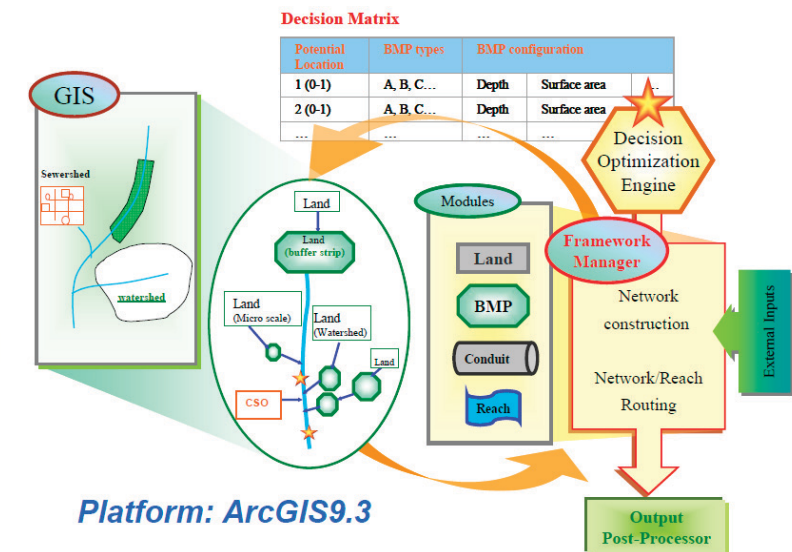 Decision Matrix
Potential Location
BMP types
BMP configuration
1 (0-1)
A, B, C…
Depth
Surface area
2 (0-1)
A, B, C…
Depth
Surface area
…
…
…
…
GIS
Sewershed
watershed
Land
Land
(buffer strip)
Land
(Micro scale)
Land
(Watershed)
Land
CSO
Modules
Land
BMP
Conduit
Reach
Decision
Optimization
Engine
Framework
Manager
Network
construction
Network/Reach
Routing
External Inputs
Output
Post-Processor
Platform: ArcGIS9.3